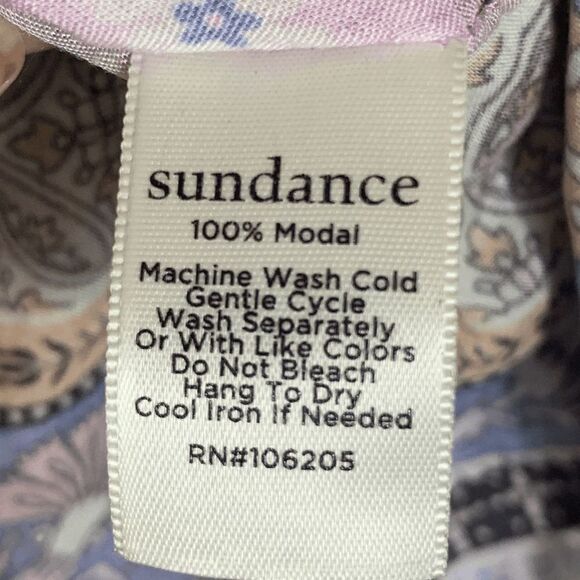 sundance
100% Modal
Machine Wash Cold
Gentle Cycle
Wash Separately
Or With Like Colors
Do Not Bleach
Hang To Dry
Cool Iron If Needed
RN#106205